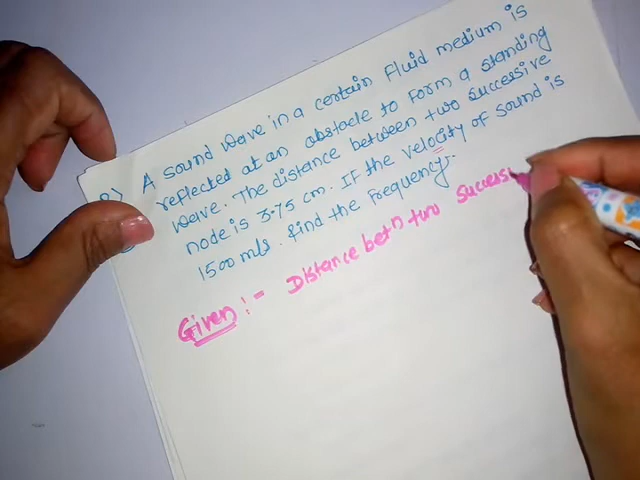 Q) A sound wave in a certain fluid medium is
reflected at an obstacle to form a standing
wave. The distance between two successive
node is 3.75 cm. If the velocity of sound is
1500 m/s. find the frequency.
Given :- Distance betn two success